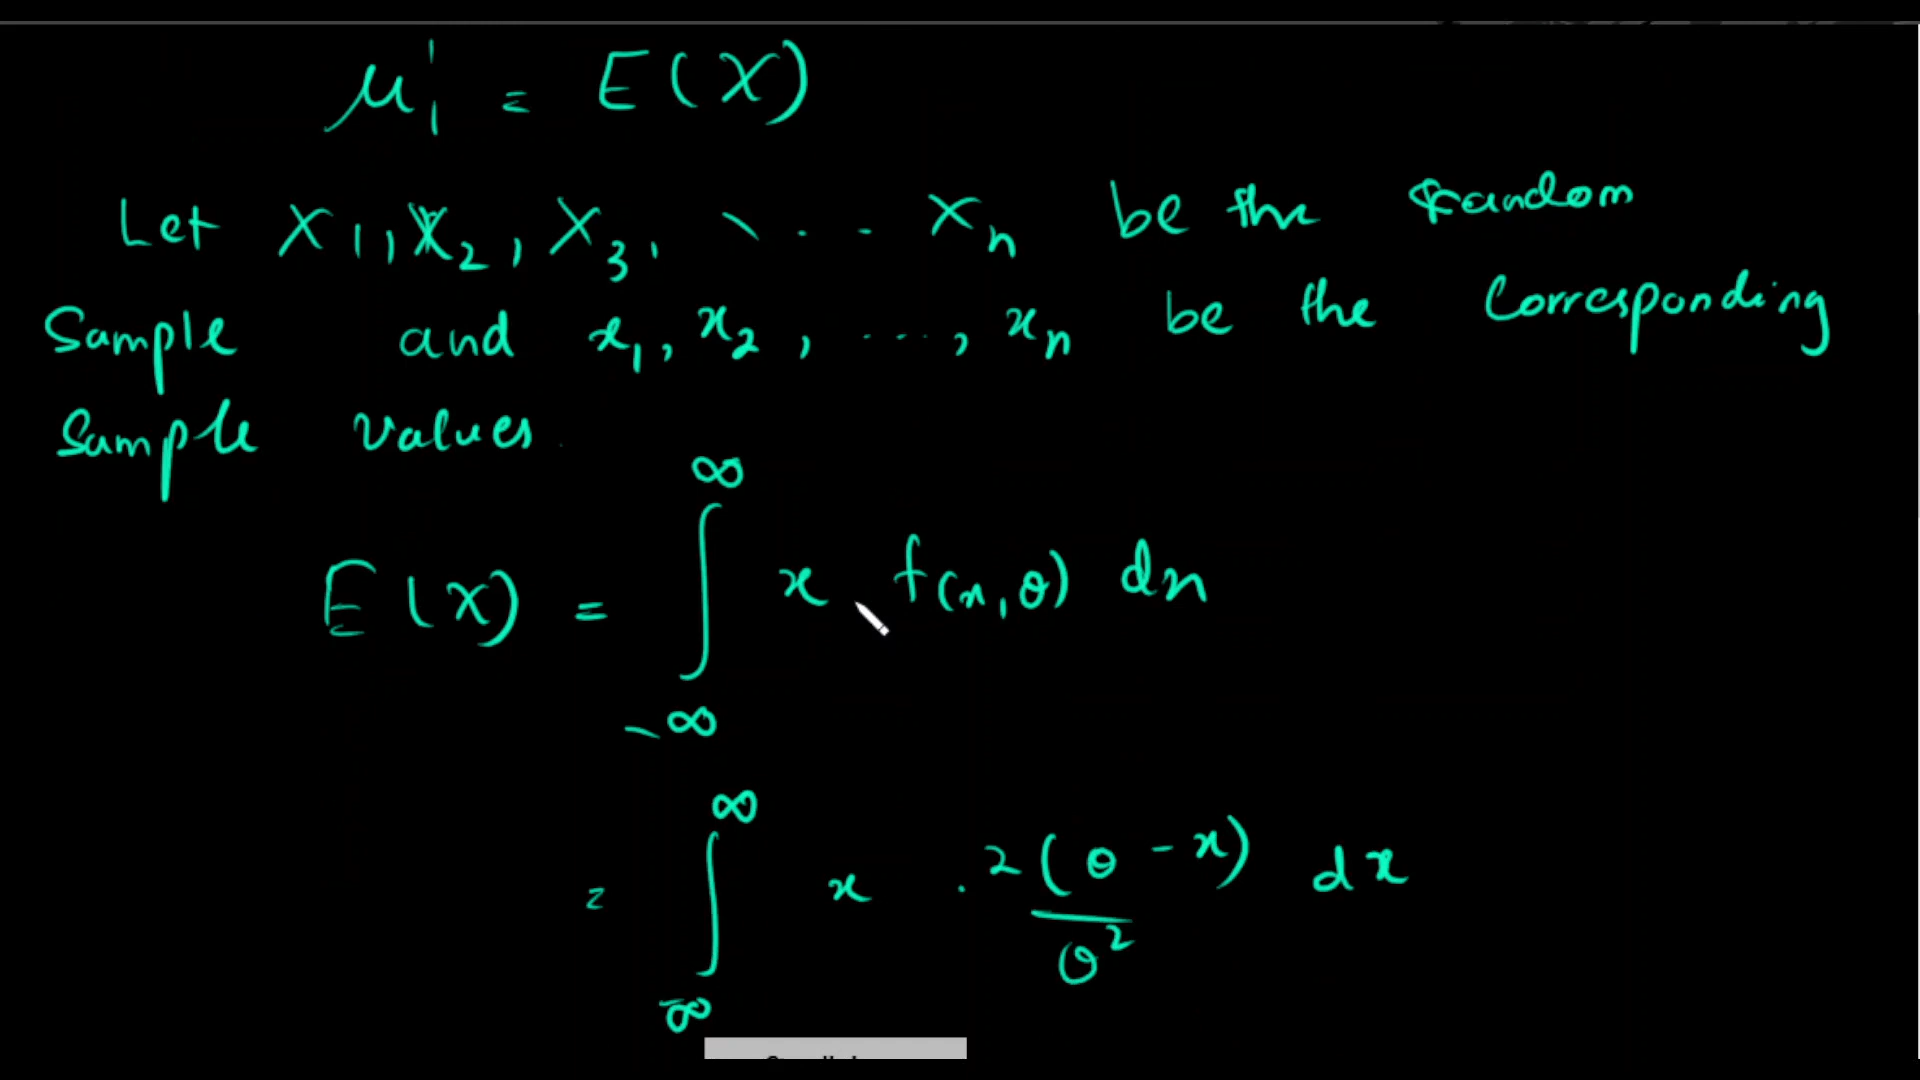 μ₁' = E(X)
Let X₁, X₂, X₃, ... Xₙ be the random
Sample and x₁, x₂, ..., xₙ be the Corresponding
Sample values.
E(X) = ∫_{-∞}^{∞} x f(x, θ) dx
= ∫_{-∞}^{∞} x . 2(θ - x)/θ² dx